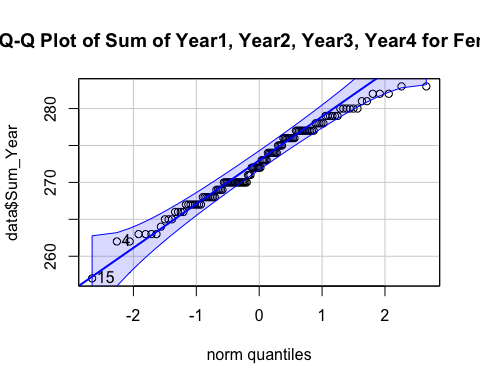 Q-Q Plot of Sum of Year1, Year2, Year3, Year4 for Fer
data$Sum_Year
280
270
260
4
15
-2 -1 0 1 2
norm quantiles